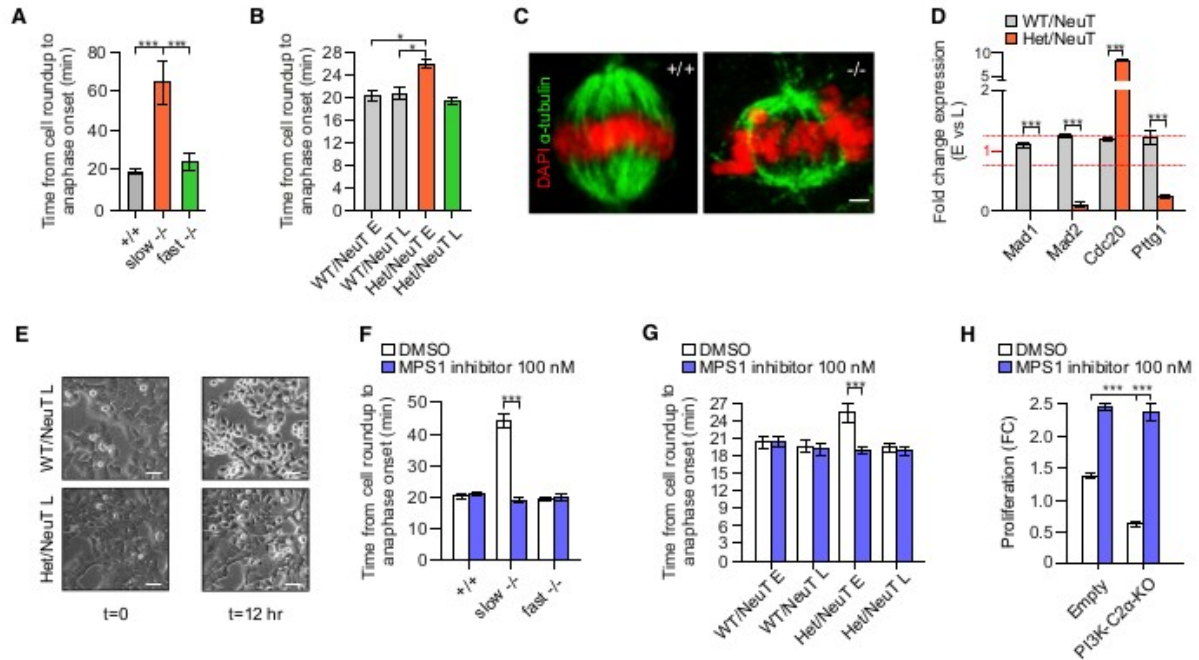 A
Time from cell roundup to
anaphase onset (min)
80
60
40
20
0
*** ***
+/+
slow -/-
fast -/-
B
Time from cell roundup to
anaphase onset (min)
28
24
20
16
12
8
4
0
*
*
WT/NeuT E
WT/NeuT L
Het/NeuT E
Het/NeuT L
C
DAPI α-tubulin
+/+
-/-
D
WT/NeuT
Het/NeuT
Fold change expression
(E vs L)
10
5
2
1
0
***
***
***
***
Mad1
Mad2
Cdc20
Pttg1
E
WT/NeuT L
Het/NeuT L
t=0
t=12 hr
F
DMSO
MPS1 inhibitor 100 nM
Time from cell roundup to
anaphase onset (min)
50
40
30
20
10
0
***
+/+
slow -/-
fast -/-
G
DMSO
MPS1 inhibitor 100 nM
Time from cell roundup to
anaphase onset (min)
27
24
21
18
15
12
9
6
3
0
***
WT/NeuT E
WT/NeuT L
Het/NeuT E
Het/NeuT L
H
DMSO
MPS1 inhibitor 100 nM
Proliferation (FC)
2.5
2.0
1.5
1.0
0.5
0
*** ***
Empty
PI3K-C2α-KO